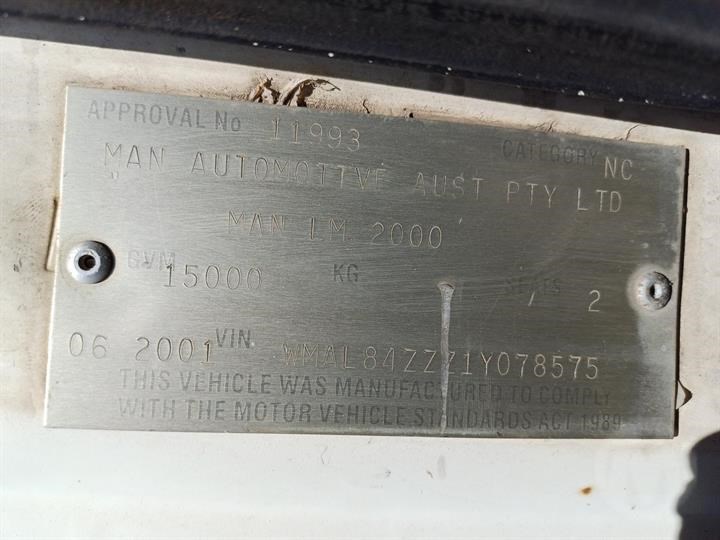 APPROVAL No 11993 CATEGORY NC
MAN AUTOMOTIVE AUST PTY LTD
MAN LM 2000
GVM 15000 KG SEATS 2
06 2001 VIN WMAL84ZZZ1Y078575
THIS VEHICLE WAS MANUFACTURED TO COMPLY
WITH THE MOTOR VEHICLE STANDARDS ACT 1989